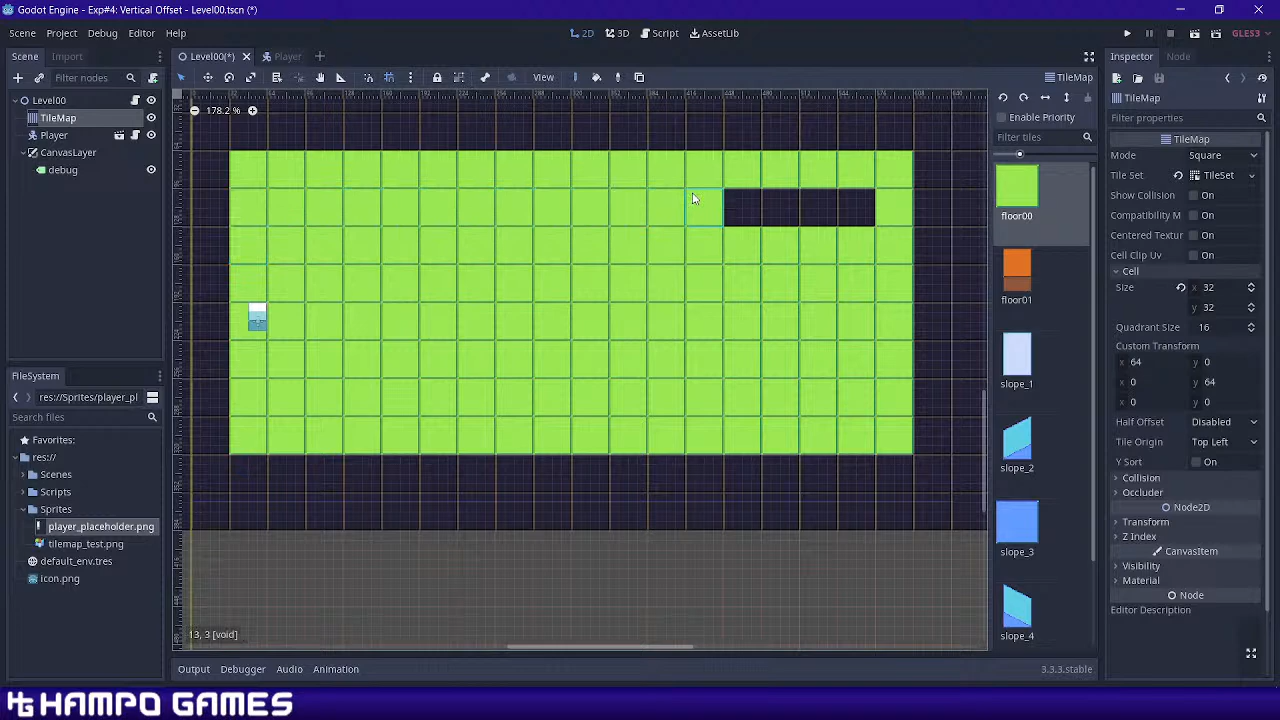 Godot Engine - Exp#4: Vertical Offset - Level00.tscn (*)
Scene Project Debug Editor Help
2D 3D Script AssetLib
GLES3
Scene Import
Level00(*) Player
Inspector Node
Filter nodes
View
TileMap
178.2 %
Level00
TileMap
Player
CanvasLayer
debug
Enable Priority
Filter tiles
floor00
floor01
slope_1
slope_2
slope_3
slope_4
TileMap
Filter properties
TileMap
Mode Square
Tile Set TileSet
Show Collision On
Compatibility M On
Centered Textur On
Cell Clip Uv On
Cell
Size x 32
y 32
Quadrant Size 16
Custom Transform
x 64 y 0
x 0 y 64
x 0 y 0
Half Offset Disabled
Tile Origin Top Left
Y Sort On
Collision
Occluder
Node2D
Transform
Z Index
CanvasItem
Visibility
Material
Node
Editor Description
FileSystem
res://Sprites/player_pl
Search files
Favorites:
res://
Scenes
Scripts
Sprites
player_placeholder.png
tilemap_test.png
default_env.tres
icon.png
13, 3 [void]
Output Debugger Audio Animation
3.3.3.stable
HAMPO GAMES